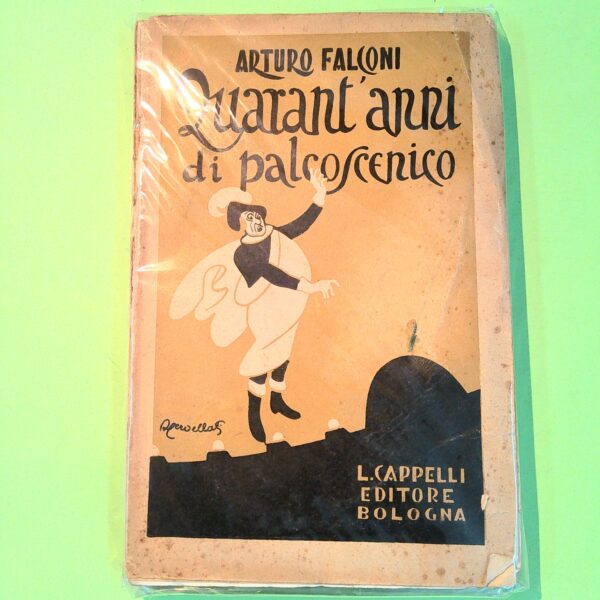 ARTURO FALCONI
Quarant'anni
di palcoscenico
L. CAPPELLI
EDITORE
BOLOGNA